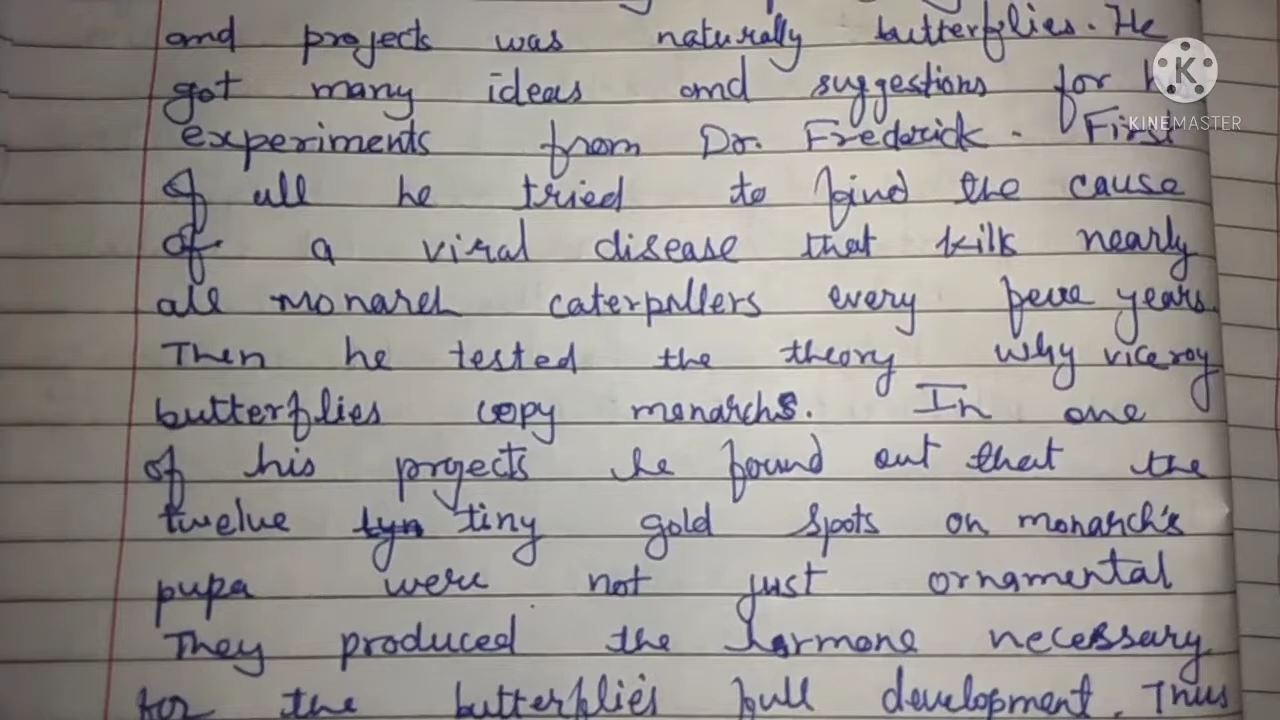 and projects was naturally butterflies. He
got many ideas and suggestions for
KINEMASTER
experiments from Dr. Frederick. First
of all he tried to find the cause
of a viral disease that kills nearly
all monarch caterpillers every few years.
Then he tested the theory why viceroy
butterflies copy monarchs. In one
of his projects he found out that the
twelve tiny gold spots on monarch's
pupa were not just ornamental
They produced the hormone necessary
for the butterflie's full development. Thus